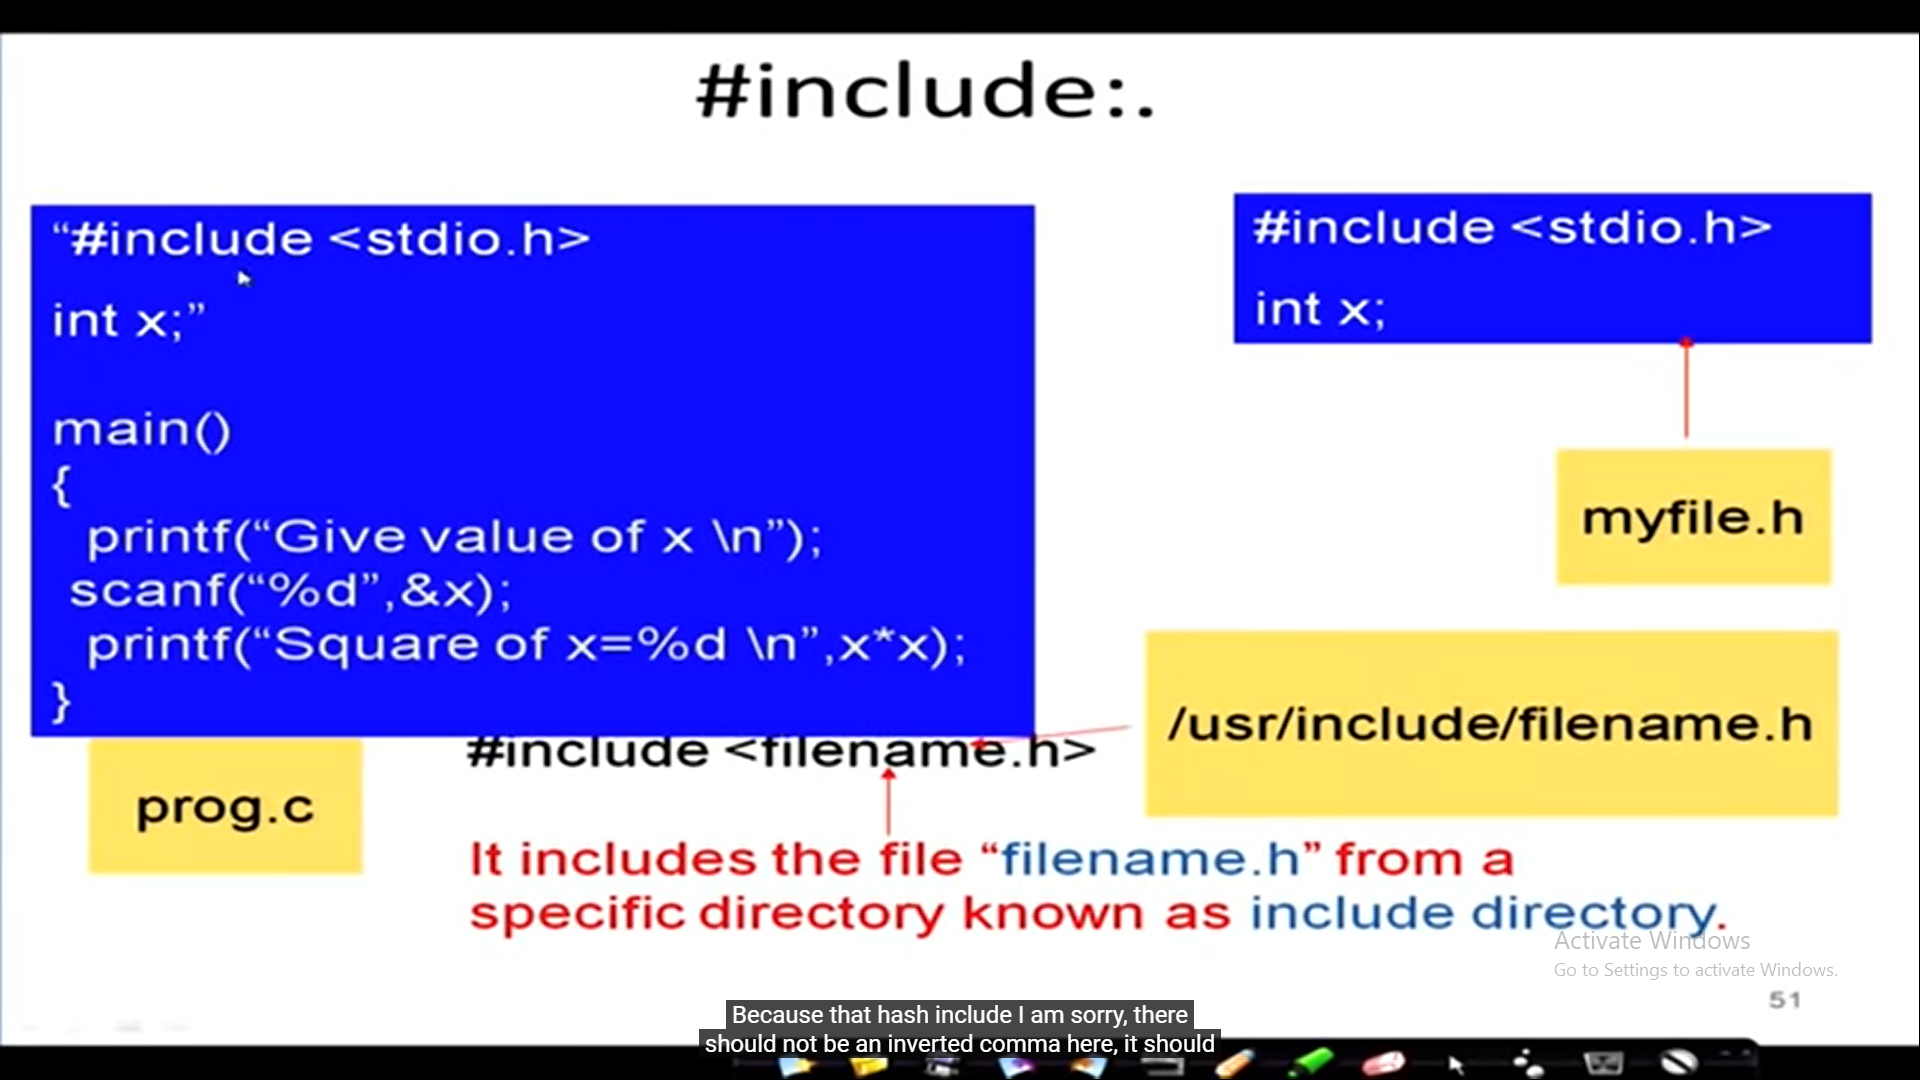 #include:.
“#include <stdio.h>
int x;”
main()
{
printf(“Give value of x \n”);
scanf(“%d”,&x);
printf(“Square of x=%d \n”,x*x);
}
#include <stdio.h>
int x;
myfile.h
/usr/include/filename.h
#include <filename.h>
prog.c
It includes the file “filename.h” from a
specific directory known as include directory.
Activate Windows
Go to Settings to activate Windows.
51
Because that hash include I am sorry, there
should not be an inverted comma here, it should